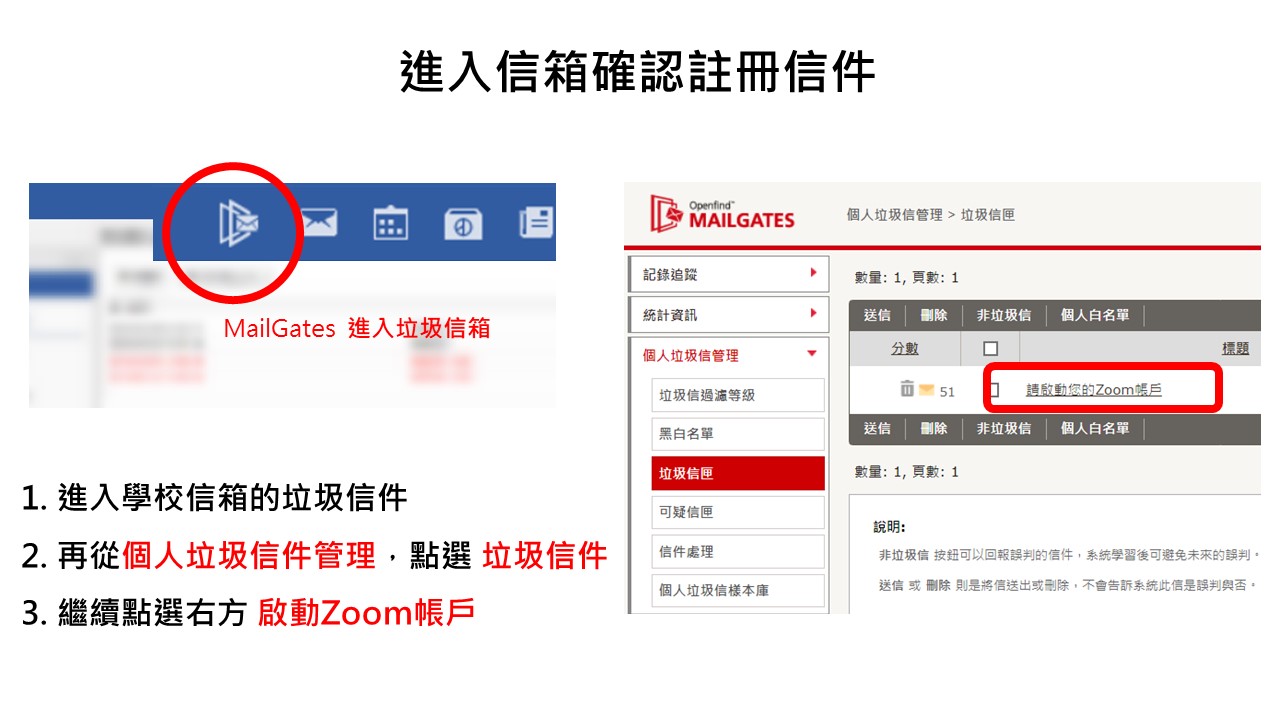 進入信箱確認註冊信件
MailGates 進入垃圾信箱
1. 進入學校信箱的垃圾信件
2. 再從個人垃圾信件管理，點選 垃圾信件
3. 繼續點選右方 啟動Zoom帳戶
Openfind™
MAILGATES
個人垃圾信管理 > 垃圾信匣
記錄追蹤
統計資訊
個人垃圾信管理
垃圾信過濾等級
黑白名單
垃圾信匣
可疑信匣
信件處理
個人垃圾信樣本庫
數量: 1, 頁數: 1
送信 刪除 非垃圾信 個人白名單
分數 標題
51 請啟動您的Zoom帳戶
送信 刪除 非垃圾信 個人白名單
數量: 1, 頁數: 1
說明:
非垃圾信 按鈕可以回報誤判的信件，系統學習後可避免未來的誤判。
送信 或 刪除 則是將信送出或刪除，不會告訴系統此信是誤判與否。